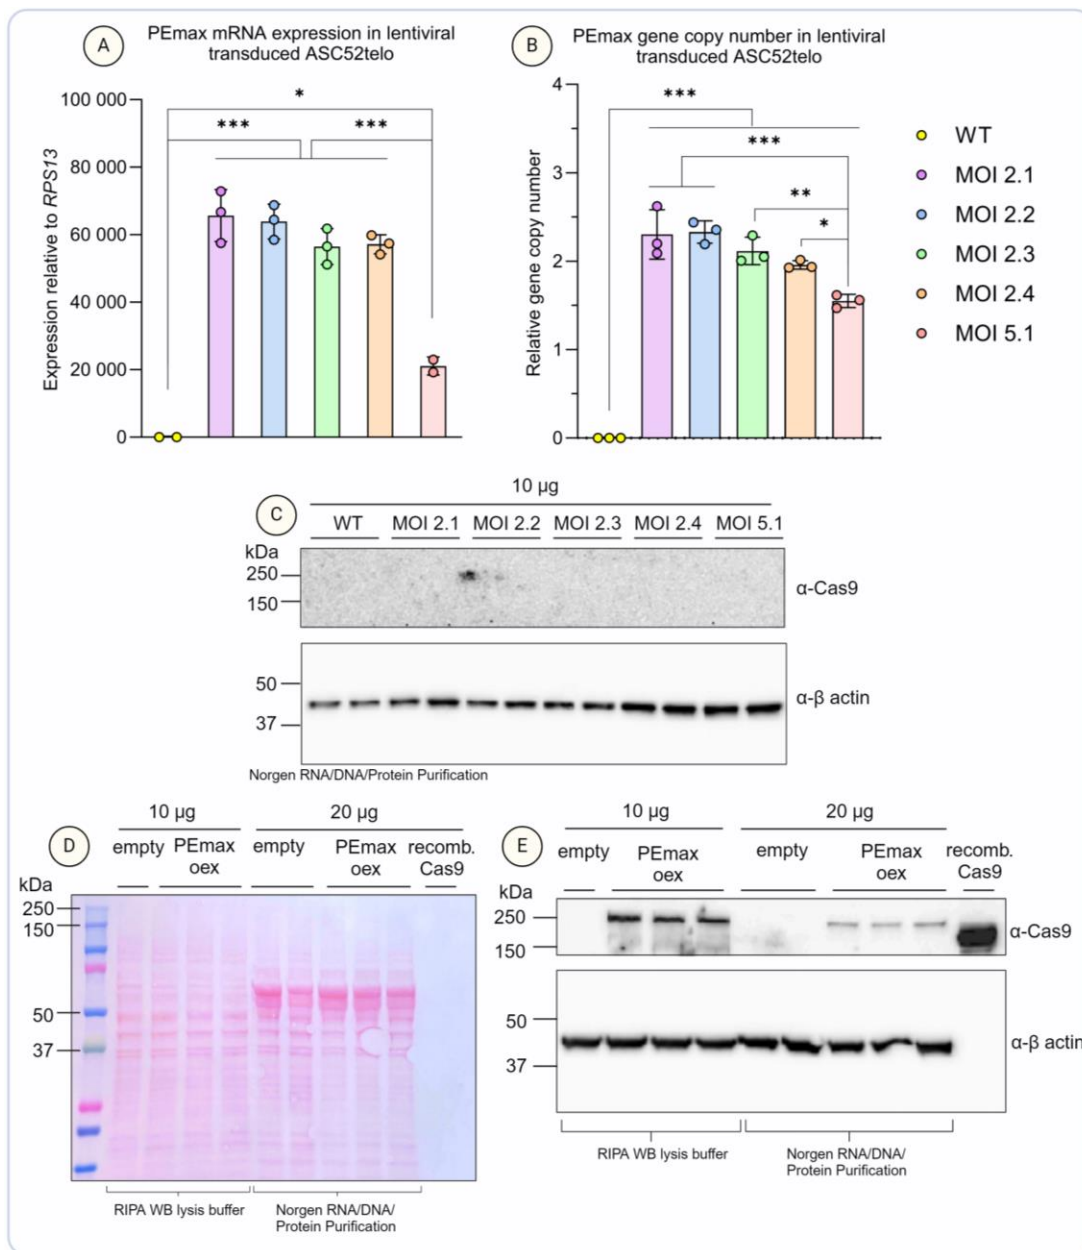 A
PEmax mRNA expression in lentiviral
transduced ASC52telo
Expression relative to RPS13
100 000
80 000
60 000
40 000
20 000
0
*
*** ***
B
PEmax gene copy number in lentiviral
transduced ASC52telo
Relative gene copy number
4
3
2
1
0
***
***
**
*
WT
MOI 2.1
MOI 2.2
MOI 2.3
MOI 2.4
MOI 5.1
C
10 µg
WT MOI 2.1 MOI 2.2 MOI 2.3 MOI 2.4 MOI 5.1
kDa
250
150
α-Cas9
50
37
α-β actin
Norgen RNA/DNA/Protein Purification
D
10 µg 20 µg
empty PEmax oex empty PEmax oex recomb. Cas9
kDa
250
150
50
37
RIPA WB lysis buffer
Norgen RNA/DNA/
Protein Purification
E
10 µg 20 µg
empty PEmax oex empty PEmax oex recomb. Cas9
kDa
250
150
α-Cas9
50
37
α-β actin
RIPA WB lysis buffer
Norgen RNA/DNA/
Protein Purification